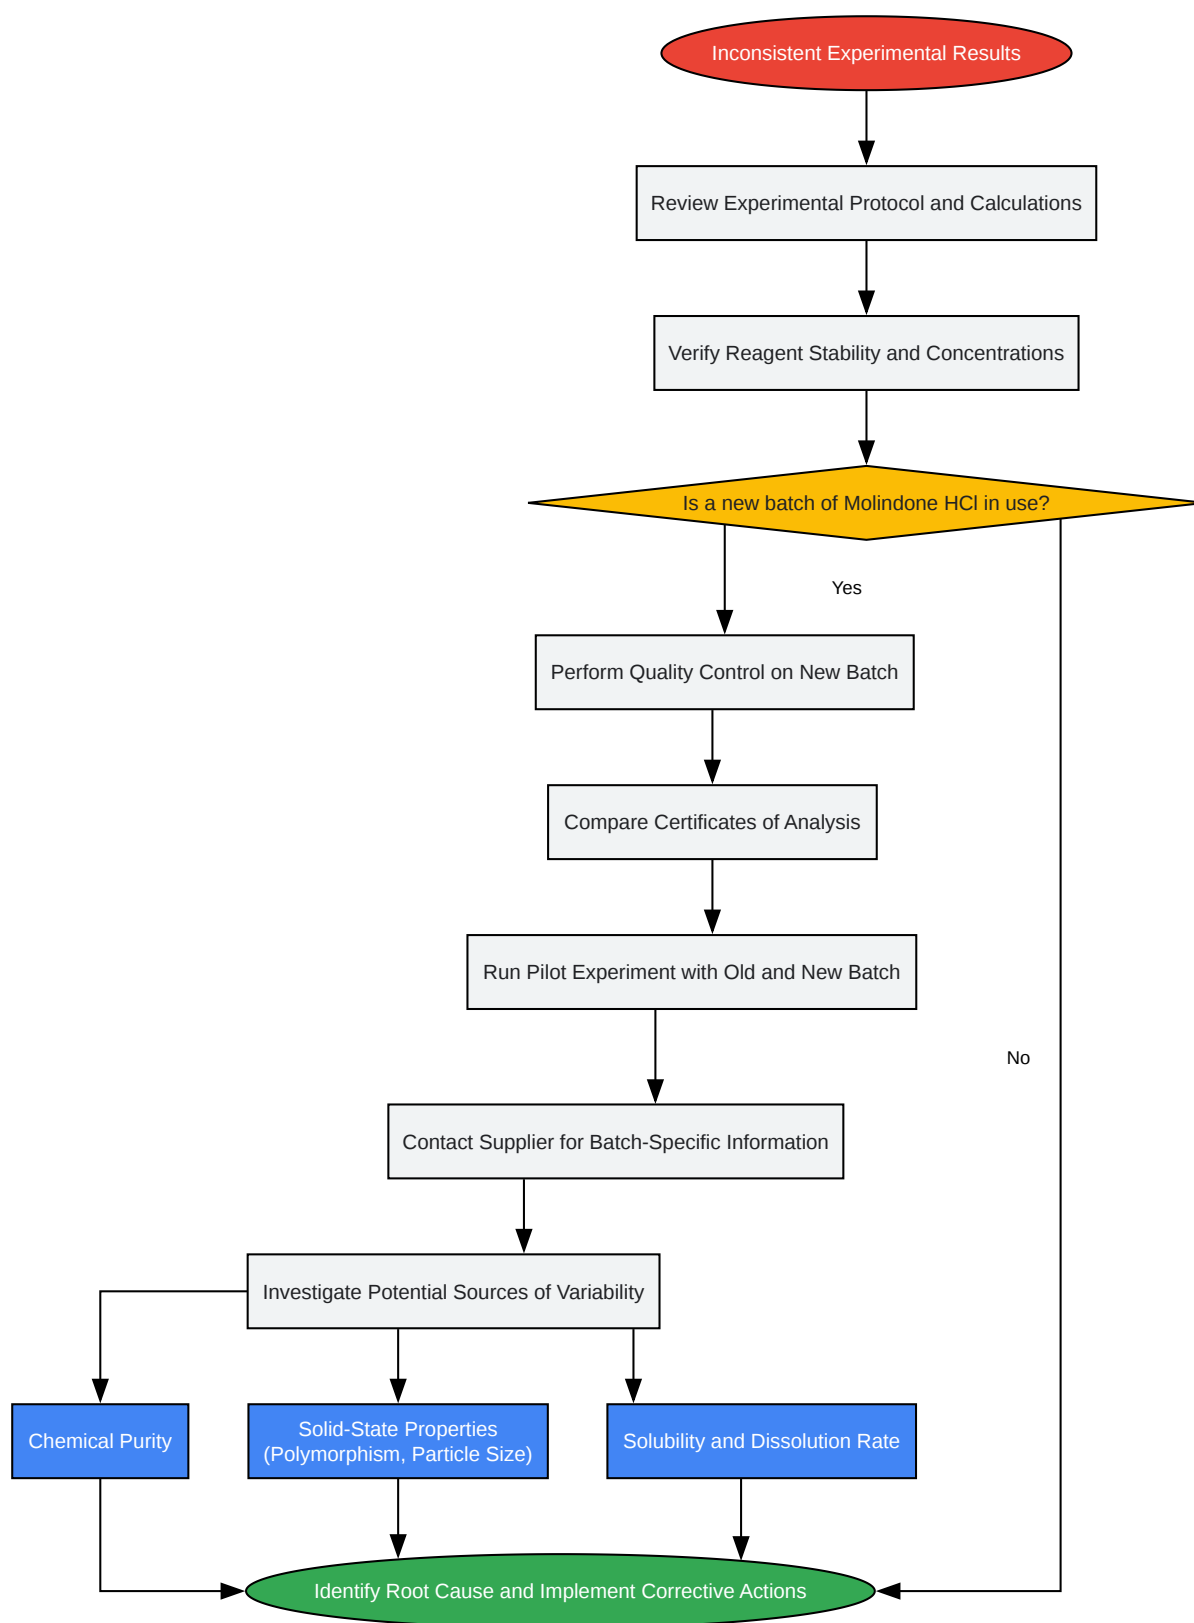 Inconsistent Experimental Results
Review Experimental Protocol and Calculations
Verify Reagent Stability and Concentrations
Is a new batch of Molindone HCl in use?
Yes
Perform Quality Control on New Batch
Compare Certificates of Analysis
Run Pilot Experiment with Old and New Batch
No
Contact Supplier for Batch-Specific Information
Investigate Potential Sources of Variability
Chemical Purity
Solid-State Properties
(Polymorphism, Particle Size)
Solubility and Dissolution Rate
Identify Root Cause and Implement Corrective Actions